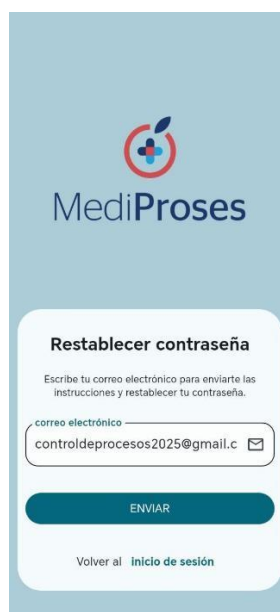 MediProses
Restablecer contraseña
Escribe tu correo electrónico para enviarte las
instrucciones y restablecer tu contraseña.
correo electrónico
controldeprocesos2025@gmail.c
ENVIAR
Volver al inicio de sesión